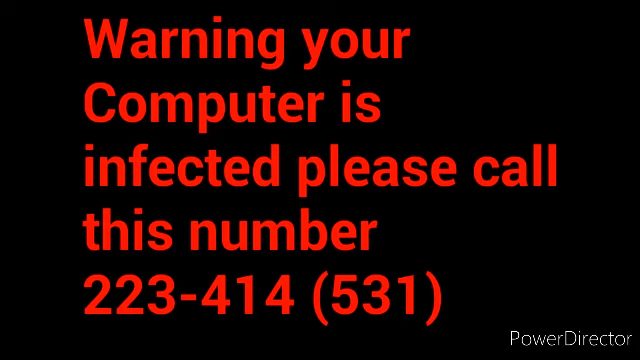 Warning your
Computer is
infected please call
this number
223-414 (531)
PowerDirector